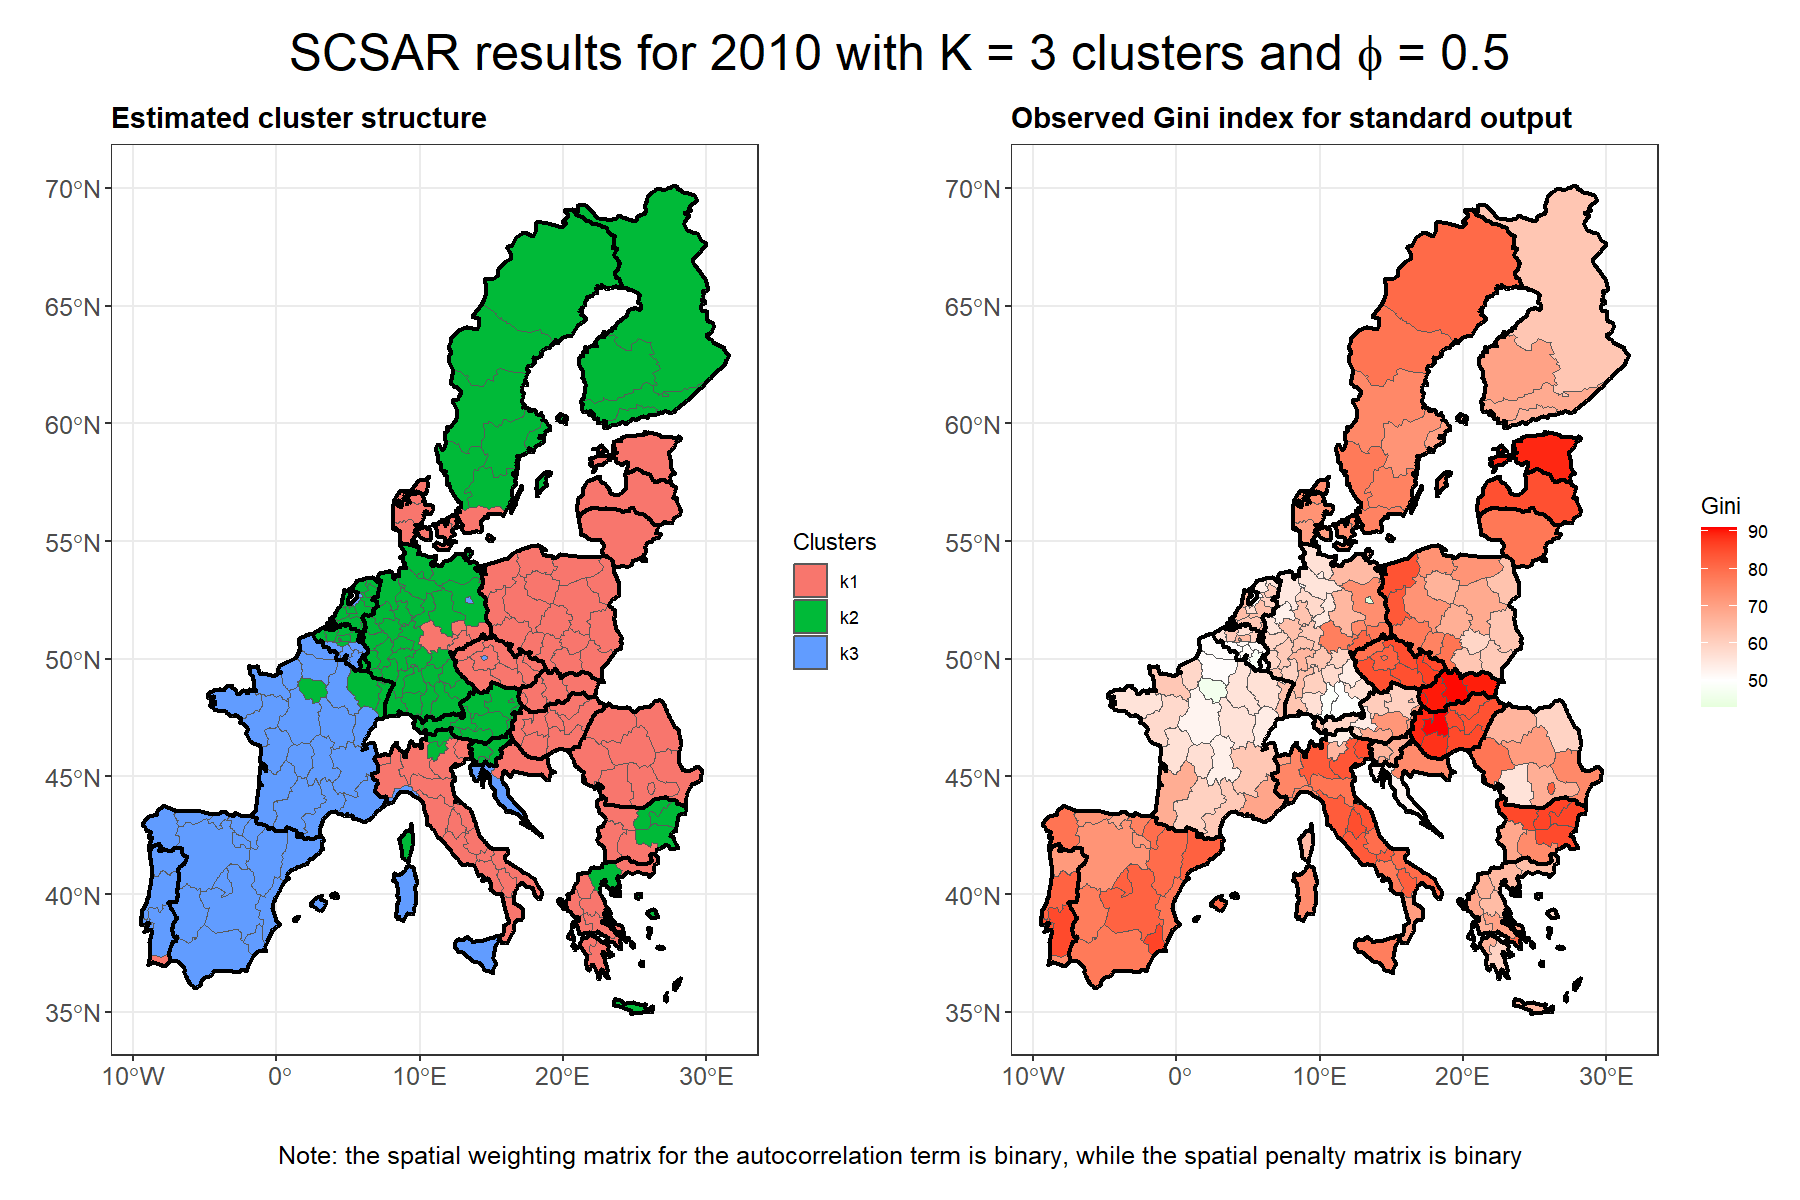 SCSAR results for 2010 with K = 3 clusters and ϕ = 0.5
Estimated cluster structure
70°N
65°N
60°N
55°N
50°N
45°N
40°N
35°N
10°W
0°
10°E
20°E
30°E
Clusters
k1
k2
k3
Observed Gini index for standard output
70°N
65°N
60°N
55°N
50°N
45°N
40°N
35°N
10°W
0°
10°E
20°E
30°E
Gini
90
80
70
60
50
Note: the spatial weighting matrix for the autocorrelation term is binary, while the spatial penalty matrix is binary